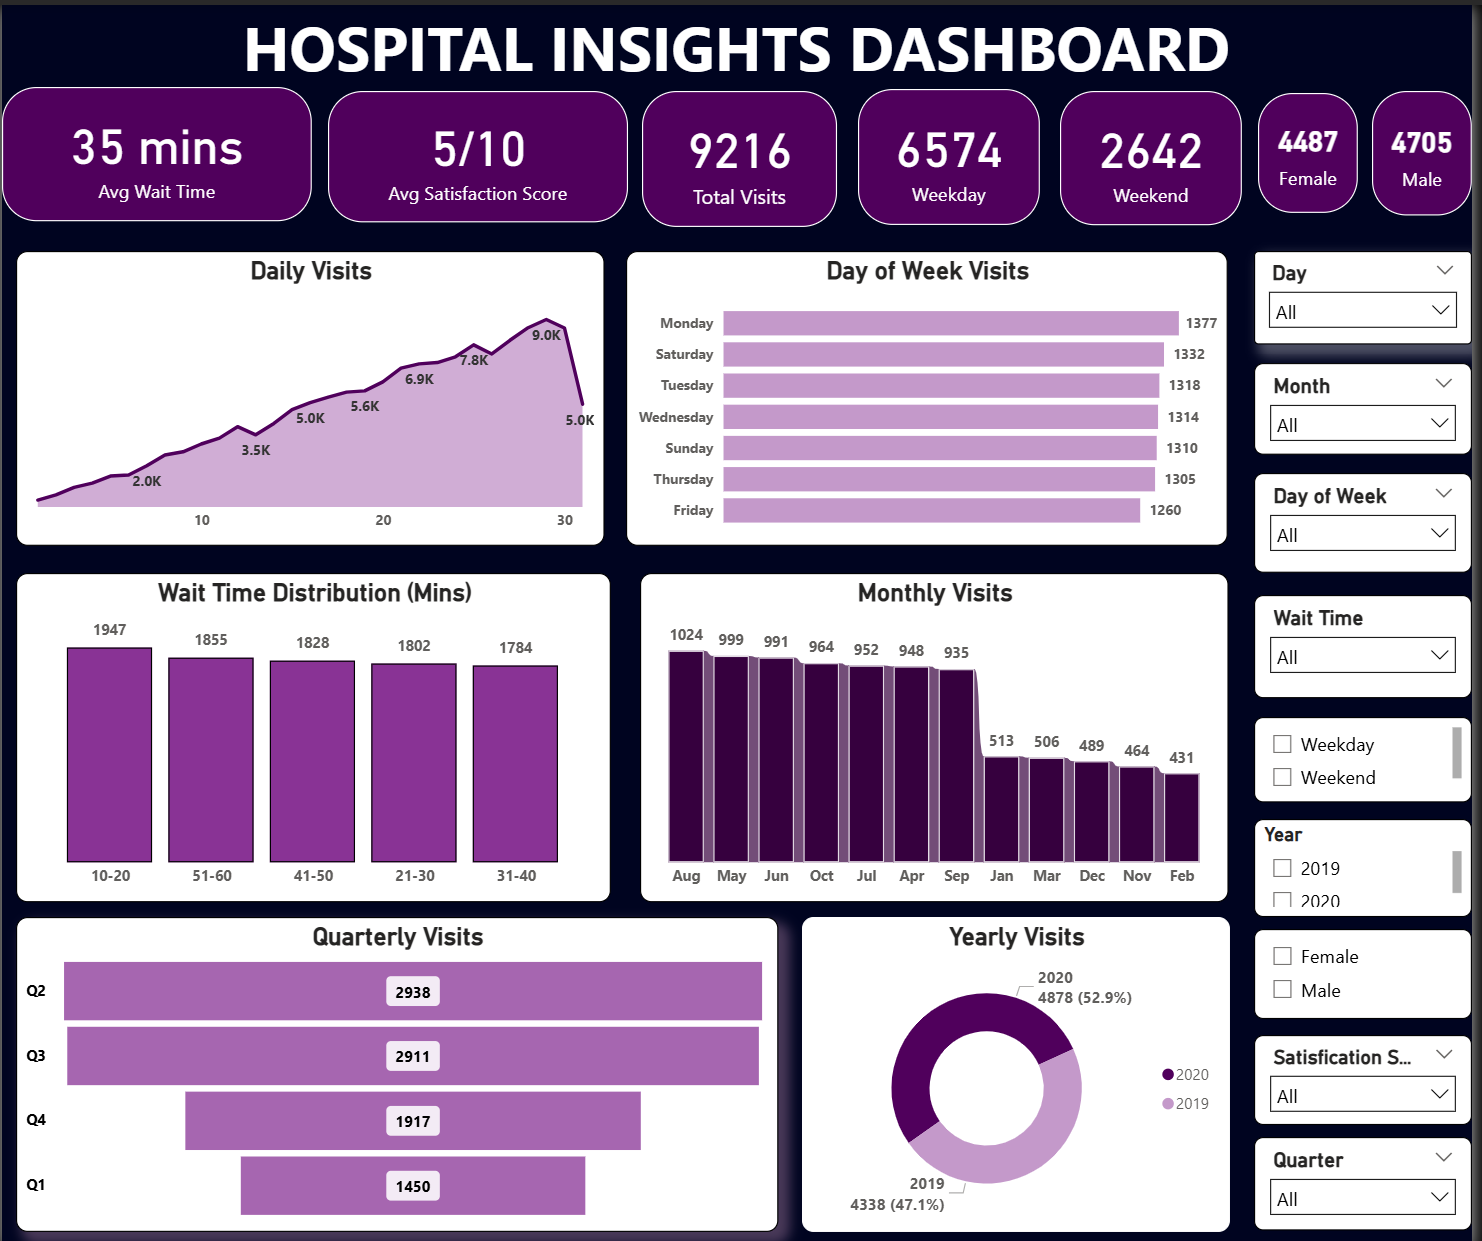 HOSPITAL INSIGHTS DASHBOARD
35 mins
Avg Wait Time
5/10
Avg Satisfaction Score
9216
Total Visits
6574
Weekday
2642
Weekend
4487
Female
4705
Male
Daily Visits
2.0K
3.5K
5.0K
5.6K
6.9K
7.8K
9.0K
5.0K
10 20 30
Day of Week Visits
Monday 1377
Saturday 1332
Tuesday 1318
Wednesday 1314
Sunday 1310
Thursday 1305
Friday 1260
Day
All
Month
All
Day of Week
All
Wait Time
All
Weekday
Weekend
Year
2019
2020
Female
Male
Satisfication S...
All
Quarter
All
Wait Time Distribution (Mins)
1947 1855 1828 1802 1784
10-20 51-60 41-50 21-30 31-40
Monthly Visits
1024 999 991 964 952 948 935 513 506 489 464 431
Aug May Jun Oct Jul Apr Sep Jan Mar Dec Nov Feb
Quarterly Visits
Q2 2938
Q3 2911
Q4 1917
Q1 1450
Yearly Visits
2020
4878 (52.9%)
2019
4338 (47.1%)
2020
2019